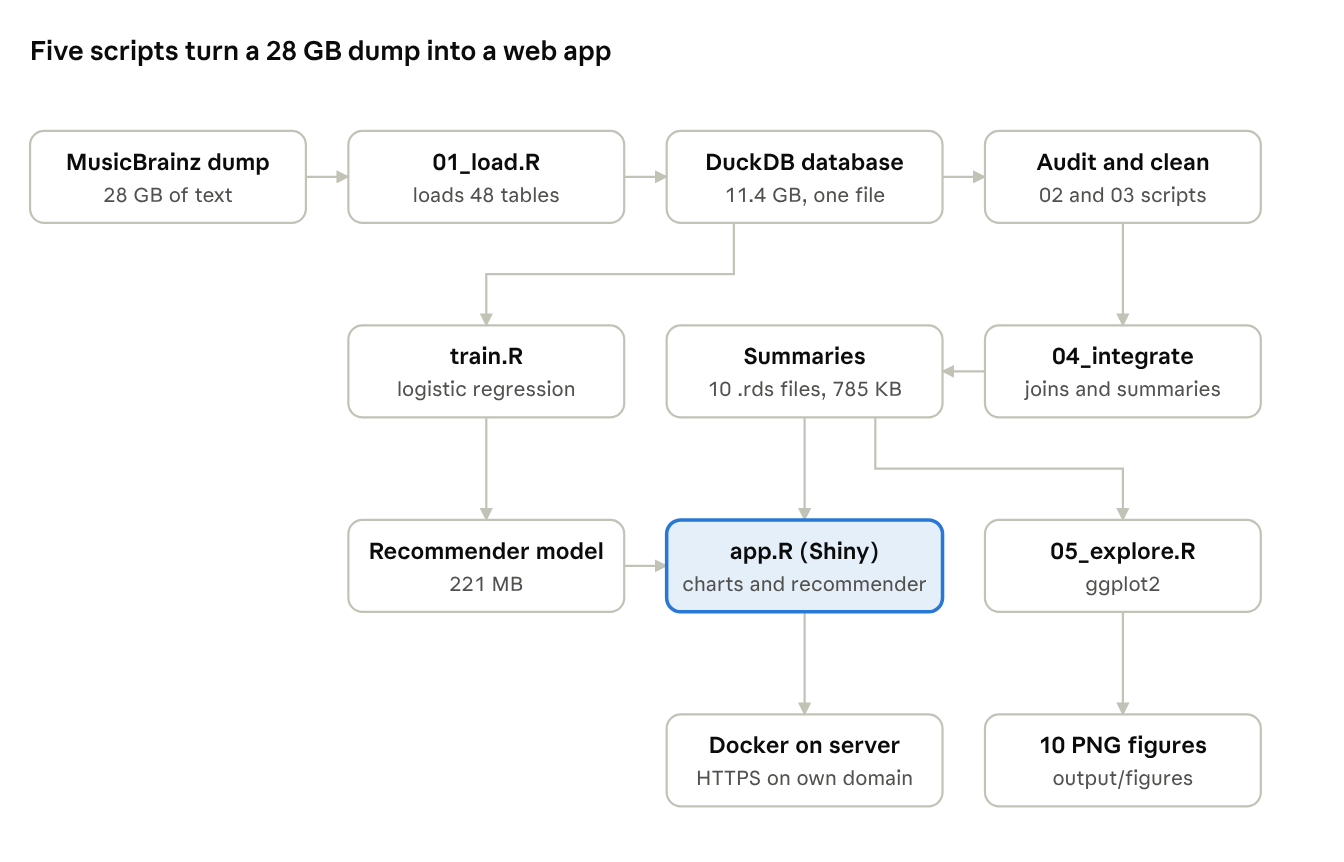 Five scripts turn a 28 GB dump into a web app
MusicBrainz dump
28 GB of text
01_load.R
loads 48 tables
DuckDB database
11.4 GB, one file
Audit and clean
02 and 03 scripts
train.R
logistic regression
Summaries
10 .rds files, 785 KB
04_integrate
joins and summaries
Recommender model
221 MB
app.R (Shiny)
charts and recommender
05_explore.R
ggplot2
Docker on server
HTTPS on own domain
10 PNG figures
output/figures